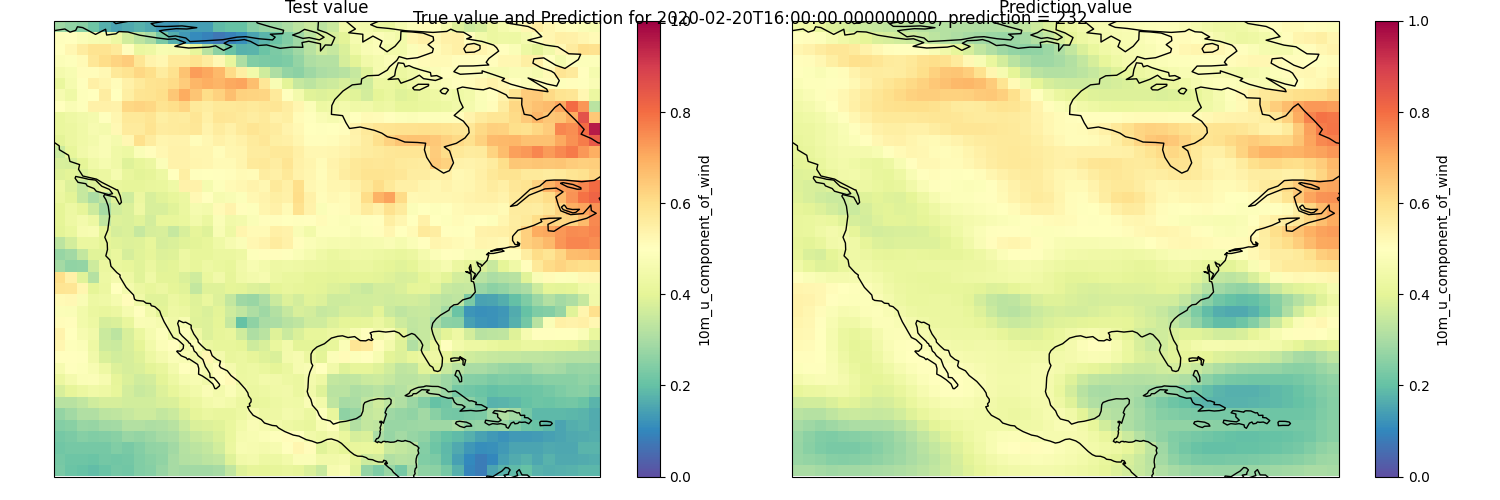 Test value
Prediction value
True value and Prediction for 2020-02-20T16:00:00.000000000, prediction = 232
1.0
0.8
0.6
0.4
0.2
0.0
10m_u_component_of_wind
1.0
0.8
0.6
0.4
0.2
0.0
10m_u_component_of_wind